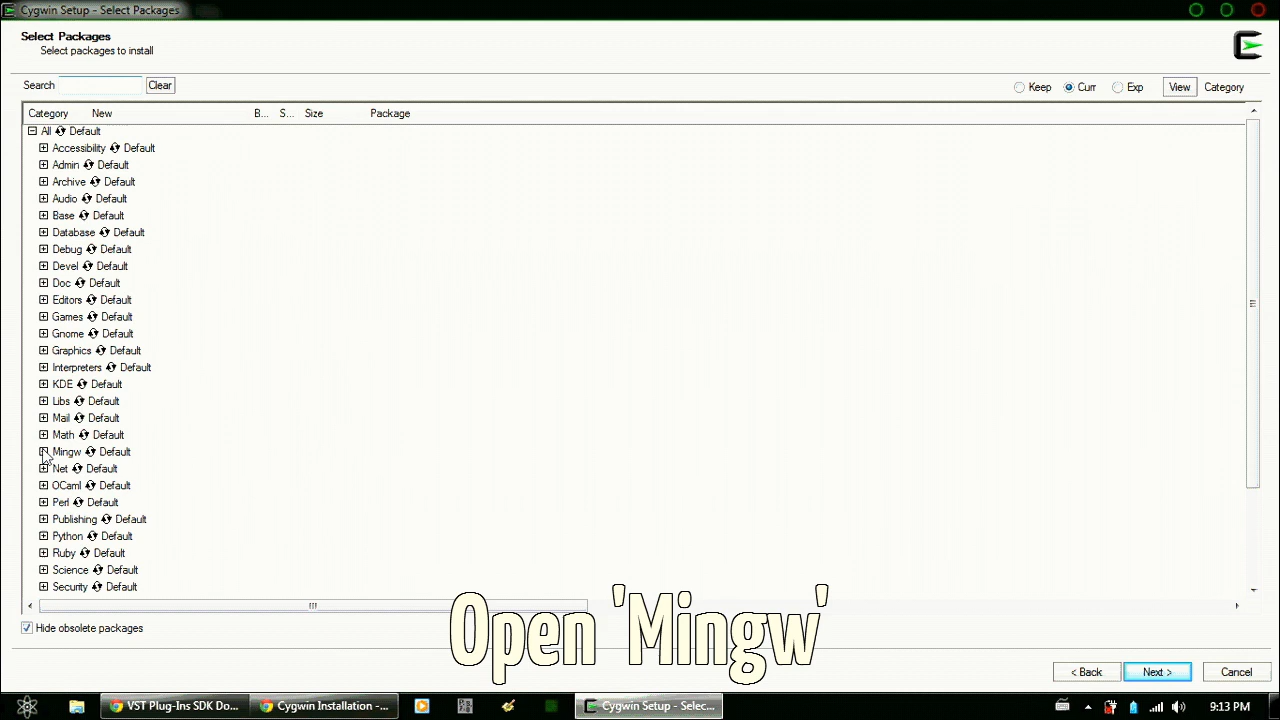 Cygwin Setup - Select Packages
Select Packages
Select packages to install
Search
Clear
Keep
Curr
Exp
View
Category
Category New B... S... Size Package
All Default
Accessibility Default
Admin Default
Archive Default
Audio Default
Base Default
Database Default
Debug Default
Devel Default
Doc Default
Editors Default
Games Default
Gnome Default
Graphics Default
Interpreters Default
KDE Default
Libs Default
Mail Default
Math Default
Mingw Default
Net Default
OCaml Default
Perl Default
Publishing Default
Python Default
Ruby Default
Science Default
Security Default
Open 'Mingw'
Hide obsolete packages
< Back
Next >
Cancel
VST Plug-Ins SDK Do...
Cygwin Installation -...
Cygwin Setup - Selec...
9:13 PM